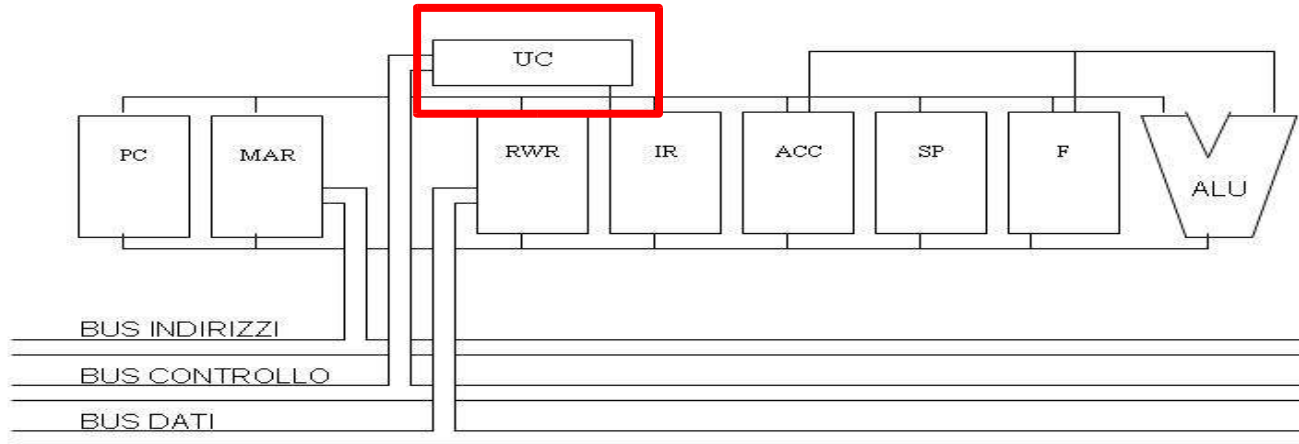 UC
PC
MAR
RWR
IR
ACC
SP
F
ALU
BUS INDIRIZZI
BUS CONTROLLO
BUS DATI